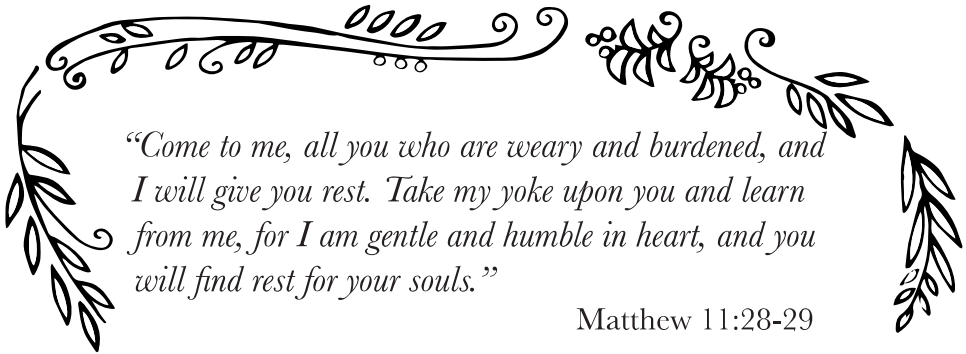 “Come to me, all you who are weary and burdened, and
I will give you rest. Take my yoke upon you and learn
from me, for I am gentle and humble in heart, and you
will find rest for your souls.”
Matthew 11:28-29